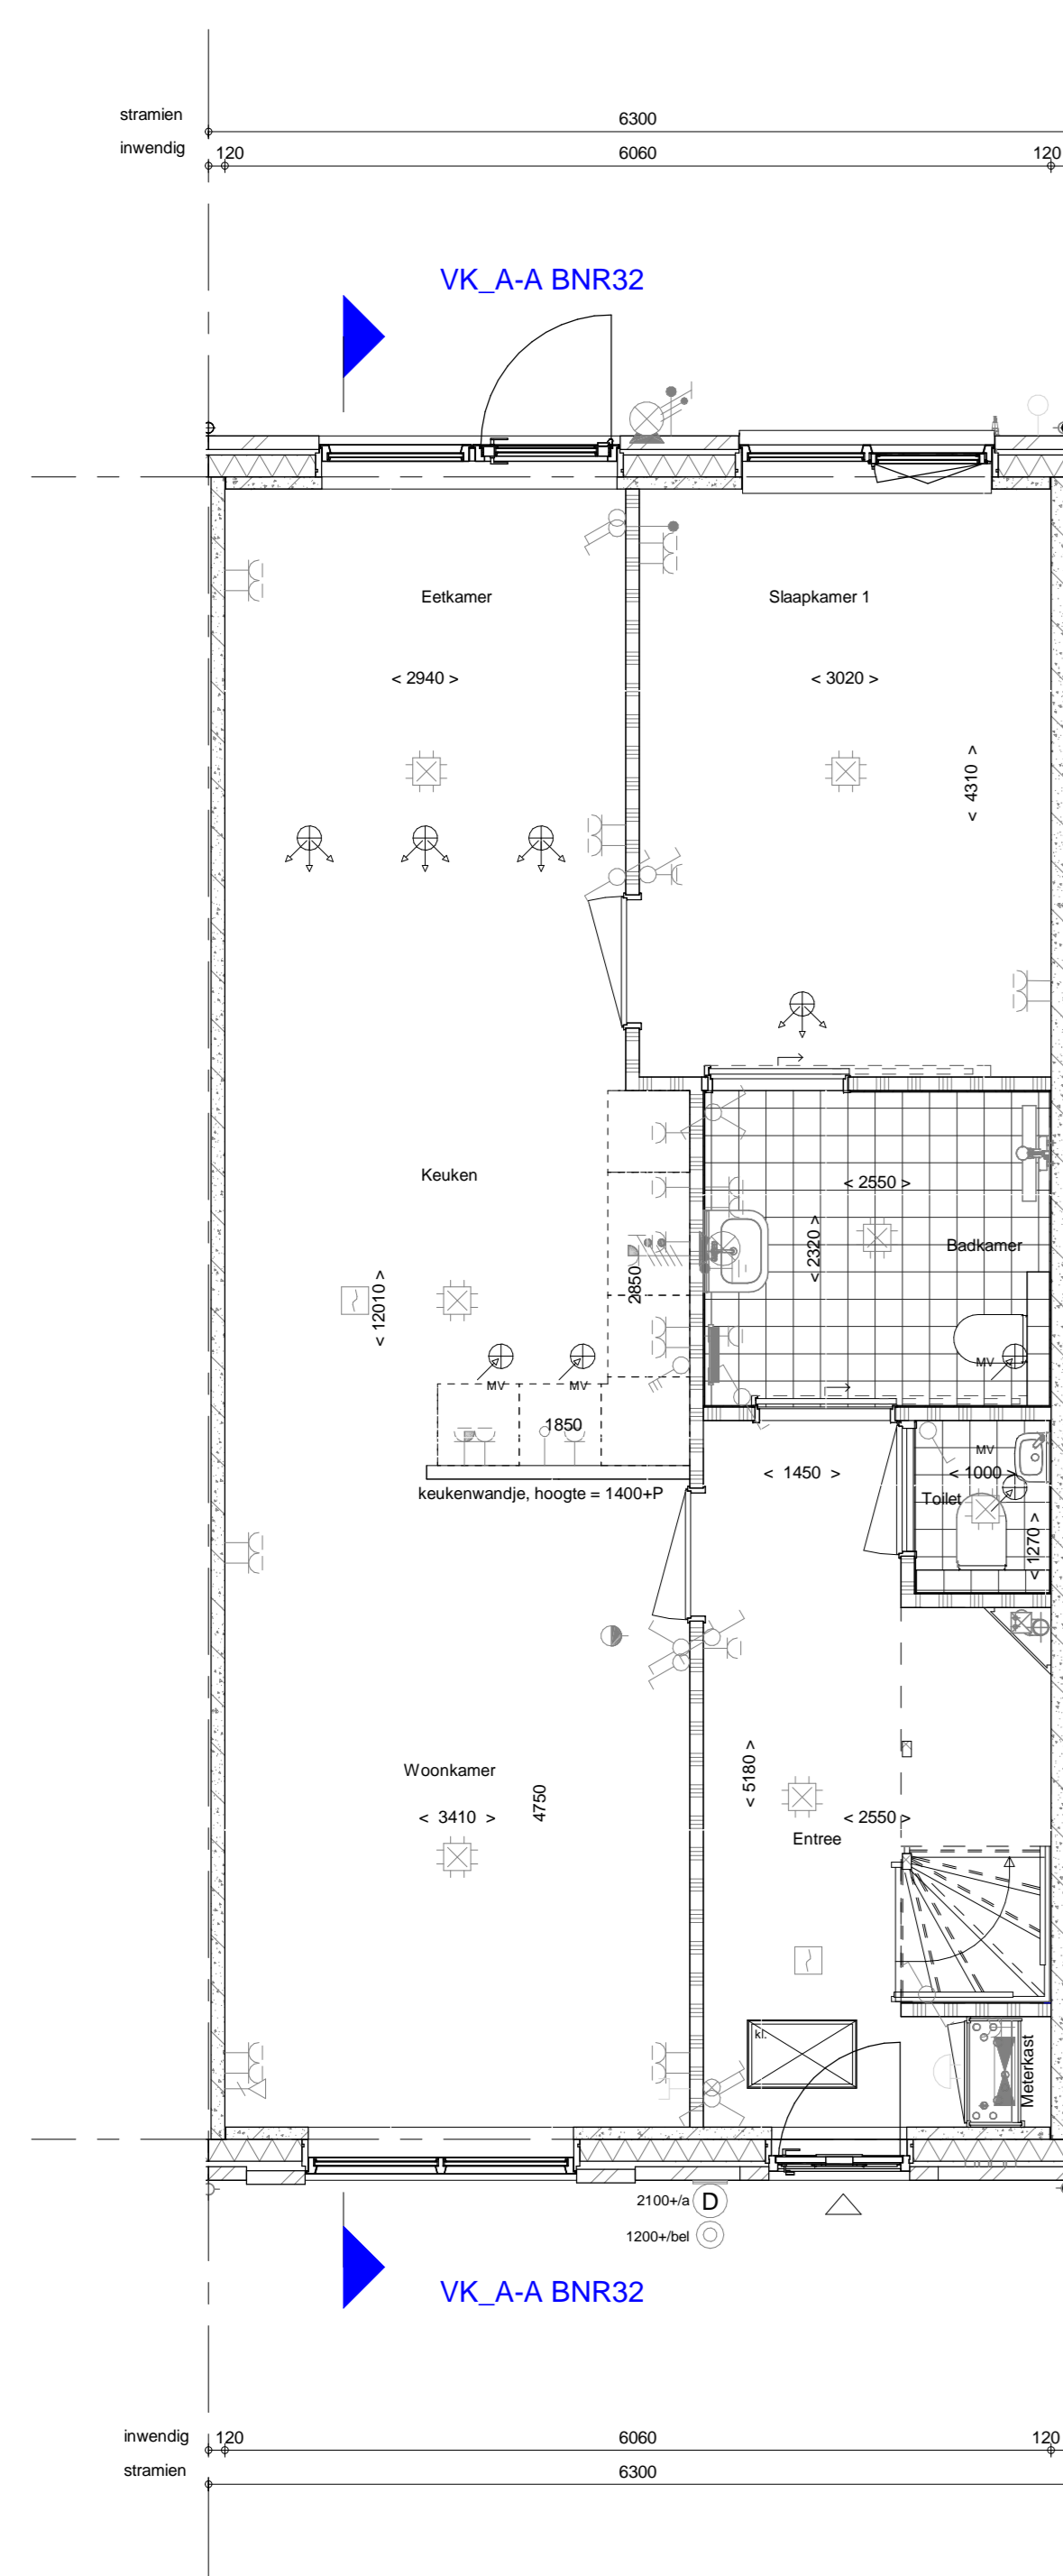 stramien
6300
inwendig
120
6060
120
VK_A-A BNR32
Eetkamer
Slaapkamer 1
< 2940 >
< 3020 >
< 4310 >
Keuken
< 2550 >
< 2320 >
Badkamer
2850
< 12010 >
MV
MV
MV
1850
MV
< 1450 >
< 1000 >
keukenwandje, hoogte = 1400+P
Toilet
< 1270 >
Woonkamer
< 5180 >
4750
< 3410 >
< 2550 >
Entree
kl.
Meterkast
2100+/a
D
1200+/bel
VK_A-A BNR32
inwendig
120
6060
120
stramien
6300